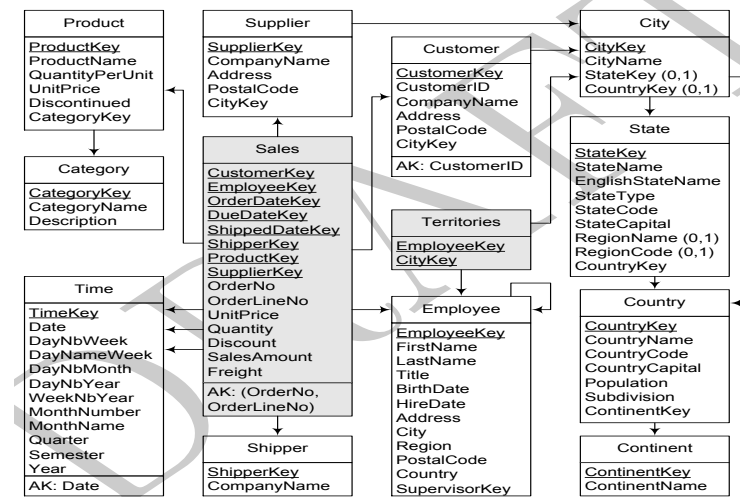 Product
ProductKey
ProductName
QuantityPerUnit
UnitPrice
Discontinued
CategoryKey
Category
CategoryKey
CategoryName
Description
Time
TimeKey
Date
DayNbWeek
DayNameWeek
DayNbMonth
DayNbYear
WeekNbYear
MonthNumber
MonthName
Quarter
Semester
Year
AK: Date
Supplier
SupplierKey
CompanyName
Address
PostalCode
CityKey
Sales
CustomerKey
EmployeeKey
OrderDateKey
DueDateKey
ShippedDateKey
ShipperKey
ProductKey
SupplierKey
OrderNo
OrderLineNo
UnitPrice
Quantity
Discount
SalesAmount
Freight
AK: (OrderNo,
OrderLineNo)
Shipper
ShipperKey
CompanyName
Customer
CustomerKey
CustomerID
CompanyName
Address
PostalCode
CityKey
AK: CustomerID
Territories
EmployeeKey
CityKey
Employee
EmployeeKey
FirstName
LastName
Title
BirthDate
HireDate
Address
City
Region
PostalCode
Country
SupervisorKey
City
CityKey
CityName
StateKey (0,1)
CountryKey (0,1)
State
StateKey
StateName
EnglishStateName
StateType
StateCode
StateCapital
RegionName (0,1)
RegionCode (0,1)
CountryKey
Country
CountryKey
CountryName
CountryCode
CountryCapital
Population
Subdivision
ContinentKey
Continent
ContinentKey
ContinentName